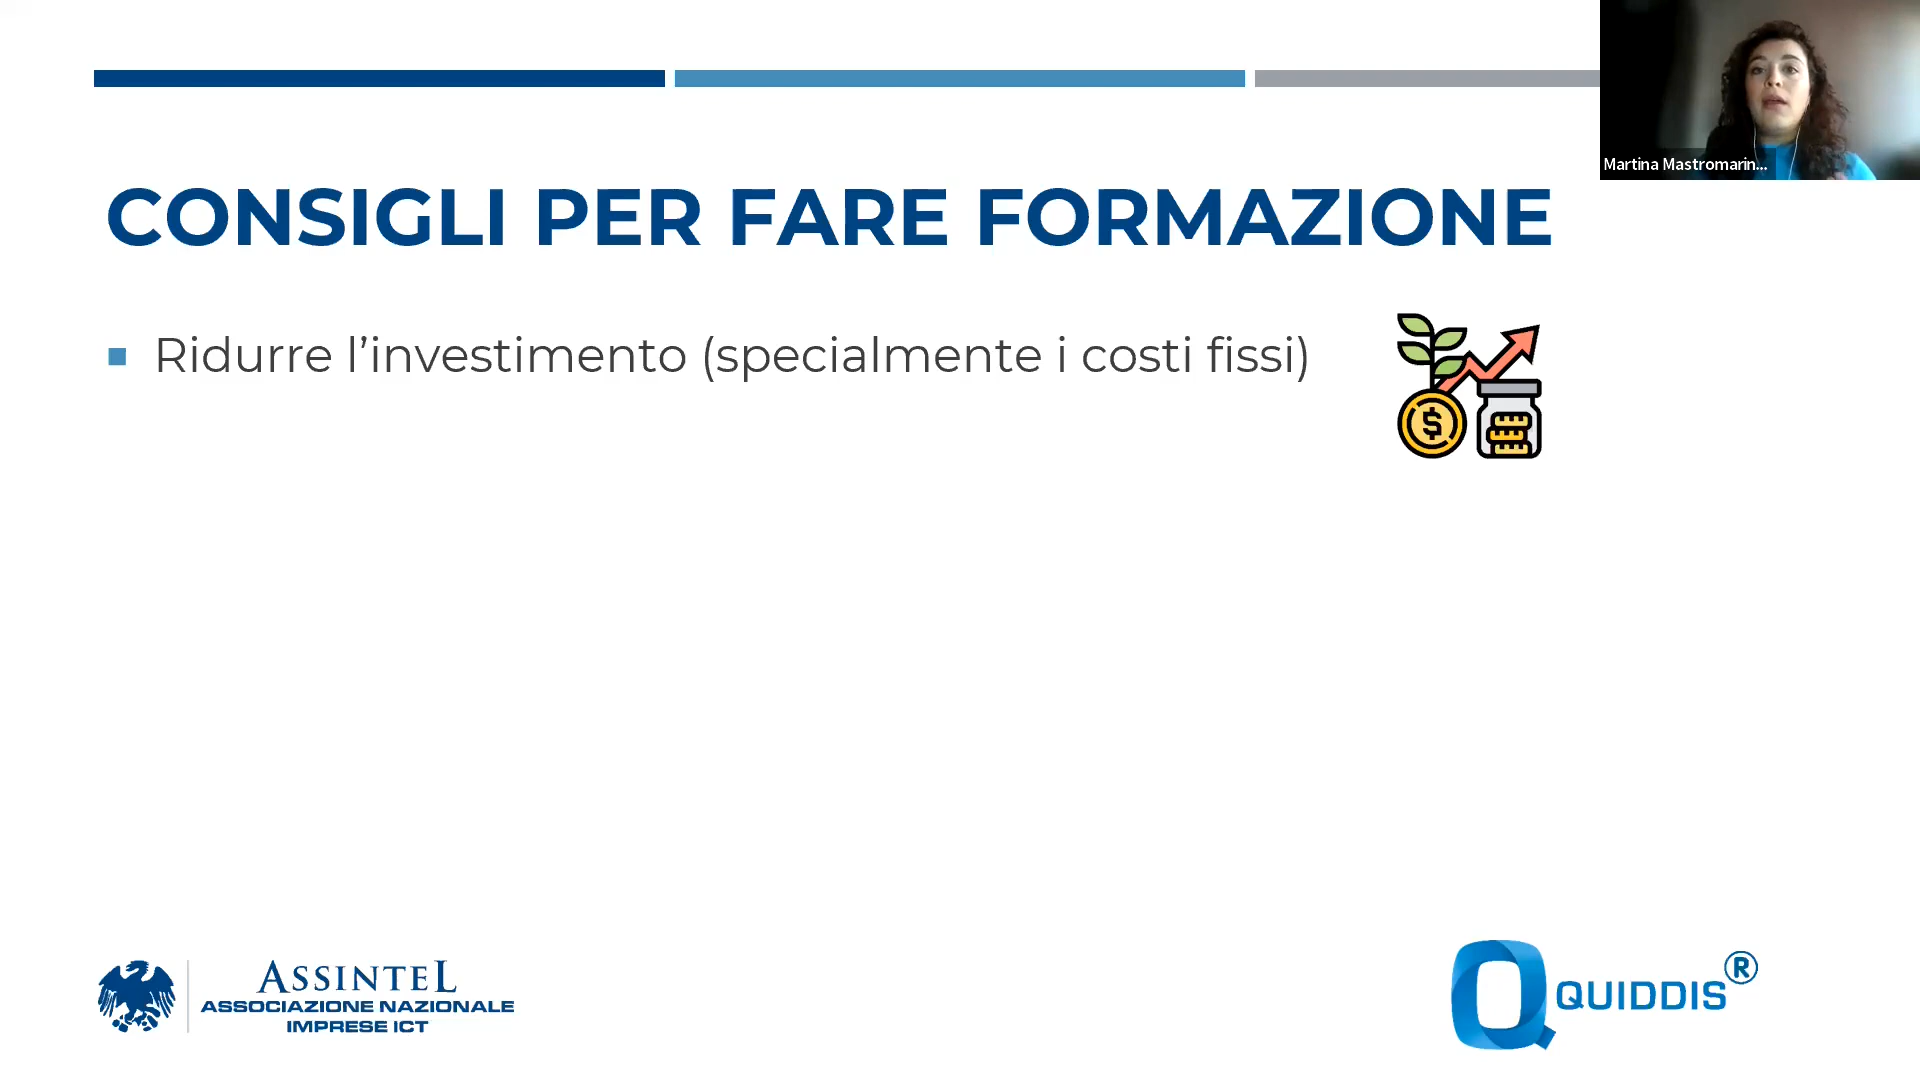 Martina Mastromarin...
CONSIGLI PER FARE FORMAZIONE
Ridurre l’investimento (specialmente i costi fissi)
$
ASSINTEL
ASSOCIAZIONE NAZIONALE
IMPRESE ICT
QUIDDIS®